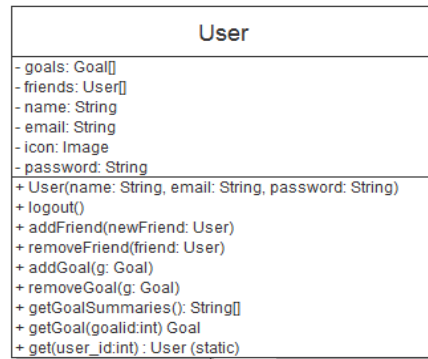 User
- goals: Goal[]
- friends: User[]
- name: String
- email: String
- icon: Image
- password: String
+ User(name: String, email: String, password: String)
+ logout()
+ addFriend(newFriend: User)
+ removeFriend(friend: User)
+ addGoal(g: Goal)
+ removeGoal(g: Goal)
+ getGoalSummaries(): String[]
+ getGoal(goalid:int) Goal
+ get(user_id:int) : User (static)